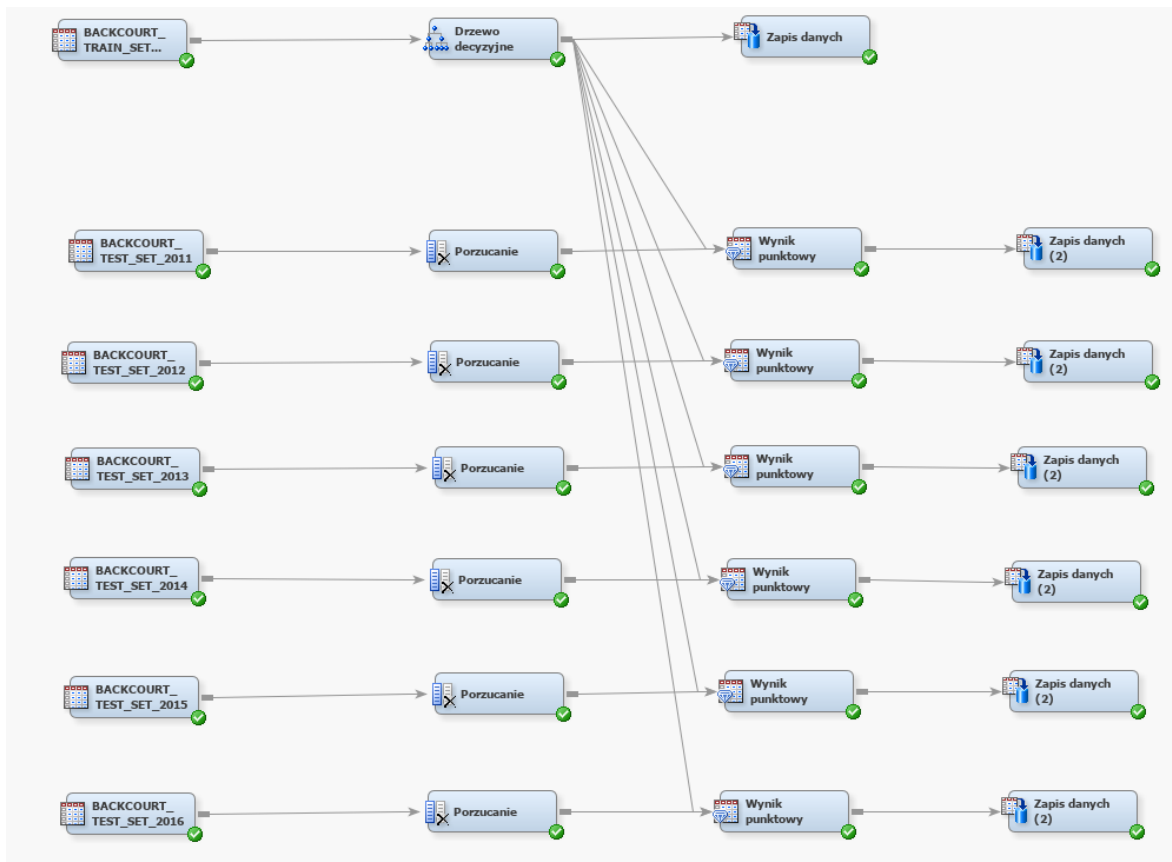 BACKCOURT_
TRAIN_SET...
Drzewo
decyzyjne
Zapis danych
BACKCOURT_
TEST_SET_2011
Porzucanie
Wynik
punktowy
Zapis danych
(2)
BACKCOURT_
TEST_SET_2012
Porzucanie
Wynik
punktowy
Zapis danych
(2)
BACKCOURT_
TEST_SET_2013
Porzucanie
Wynik
punktowy
Zapis danych
(2)
BACKCOURT_
TEST_SET_2014
Porzucanie
Wynik
punktowy
Zapis danych
(2)
BACKCOURT_
TEST_SET_2015
Porzucanie
Wynik
punktowy
Zapis danych
(2)
BACKCOURT_
TEST_SET_2016
Porzucanie
Wynik
punktowy
Zapis danych
(2)